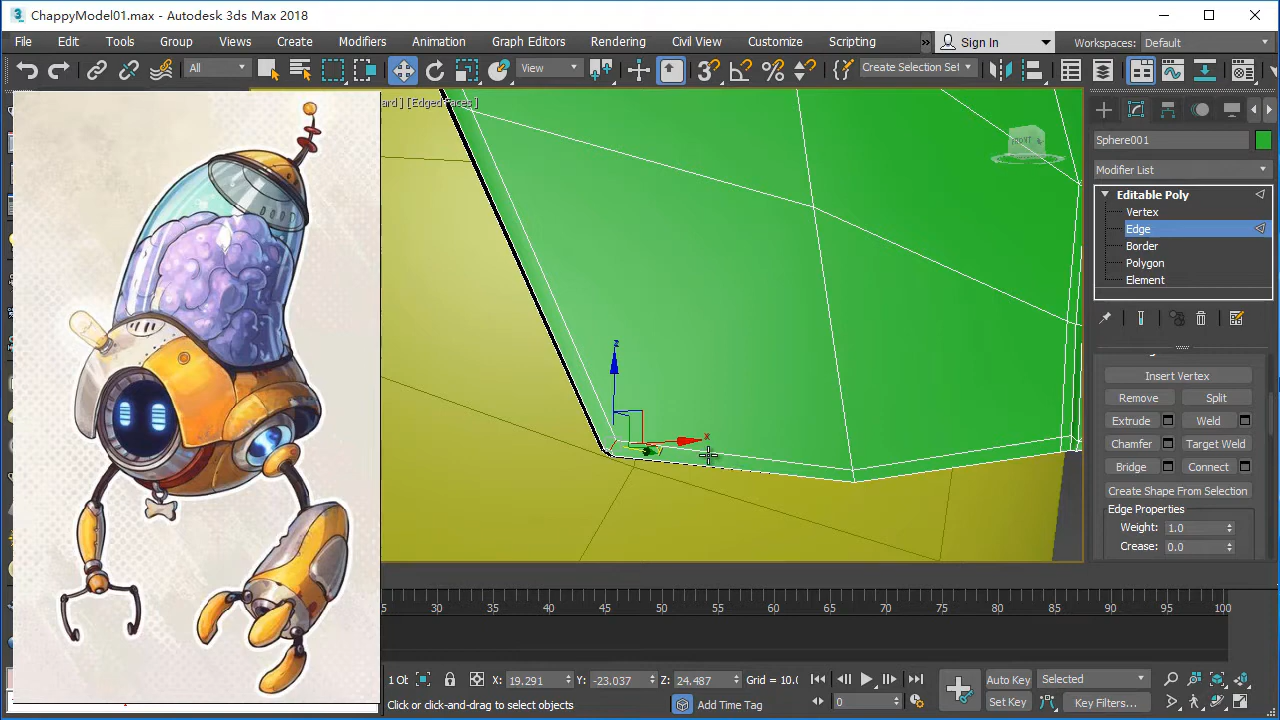 ChappyModel01.max - Autodesk 3ds Max 2018
File Edit Tools Group Views Create Modifiers Animation Graph Editors Rendering Civil View Customize Scripting » Sign In Workspaces: Default
All View Create Selection Set
ard ] [Edged Faces ]
FRONT
Sphere001
Modifier List
Editable Poly
Vertex
Edge
Border
Polygon
Element
z
x
Insert Vertex
Remove Split
Extrude Weld
Chamfer Target Weld
Bridge Connect
Create Shape From Selection
Edge Properties
Weight: 1.0
Crease: 0.0
25 30 35 40 45 50 55 60 65 70 75 80 85 90 95 100
1 Ob X: 19.291 Y: -23.037 Z: 24.487 Grid = 10.0 Auto Key Selected
Click or click-and-drag to select objects Add Time Tag 0 Set Key Key Filters...